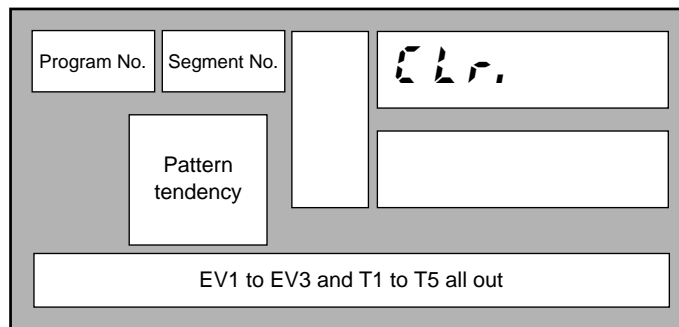 Program No. Segment No. CLr.
Pattern
tendency
EV1 to EV3 and T1 to T5 all out